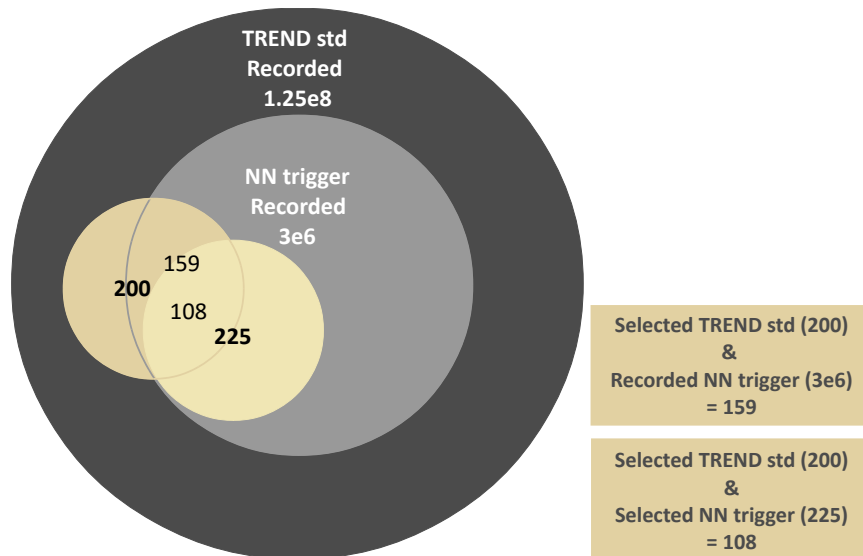 TREND std
Recorded
1.25e8
NN trigger
Recorded
3e6
159
200
108
225
Selected TREND std (200)
&
Recorded NN trigger (3e6)
= 159
Selected TREND std (200)
&
Selected NN trigger (225)
= 108